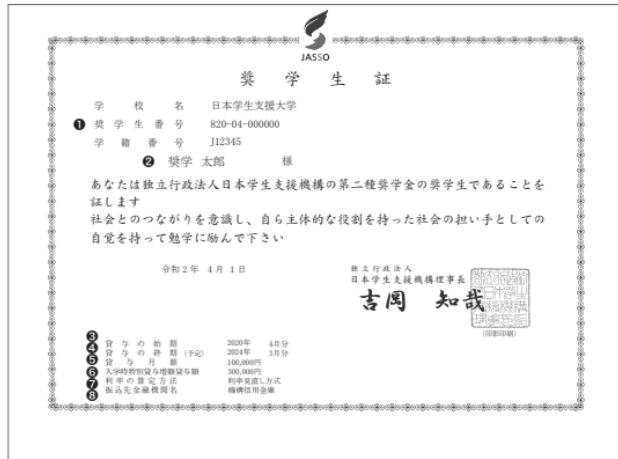 JASSO
奨学生証
学校名 日本学生支援大学
❶ 奨学生番号 820-04-000000
学籍番号 J12345
❷ 奨学 太郎 様
あなたは独立行政法人日本学生支援機構の第二種奨学金の奨学生であることを
証します
社会とのつながりを意識し、自ら主体的な役割を持った社会の担い手としての
自覚を持って勉学に励んで下さい
令和2年 4月1日
独立行政法人
日本学生支援機構理事長
吉岡 知哉
(印影印刷)
❸ 貸与の始期 2020年 4月分
❹ 貸与の終期(予定) 2024年 3月分
❺ 貸与月額 100,000円
❻ 入学時特別貸与増額貸与額 300,000円
❼ 利率の算定方法 利率見直し方式
❽ 振込先金融機関名 機構信用金庫